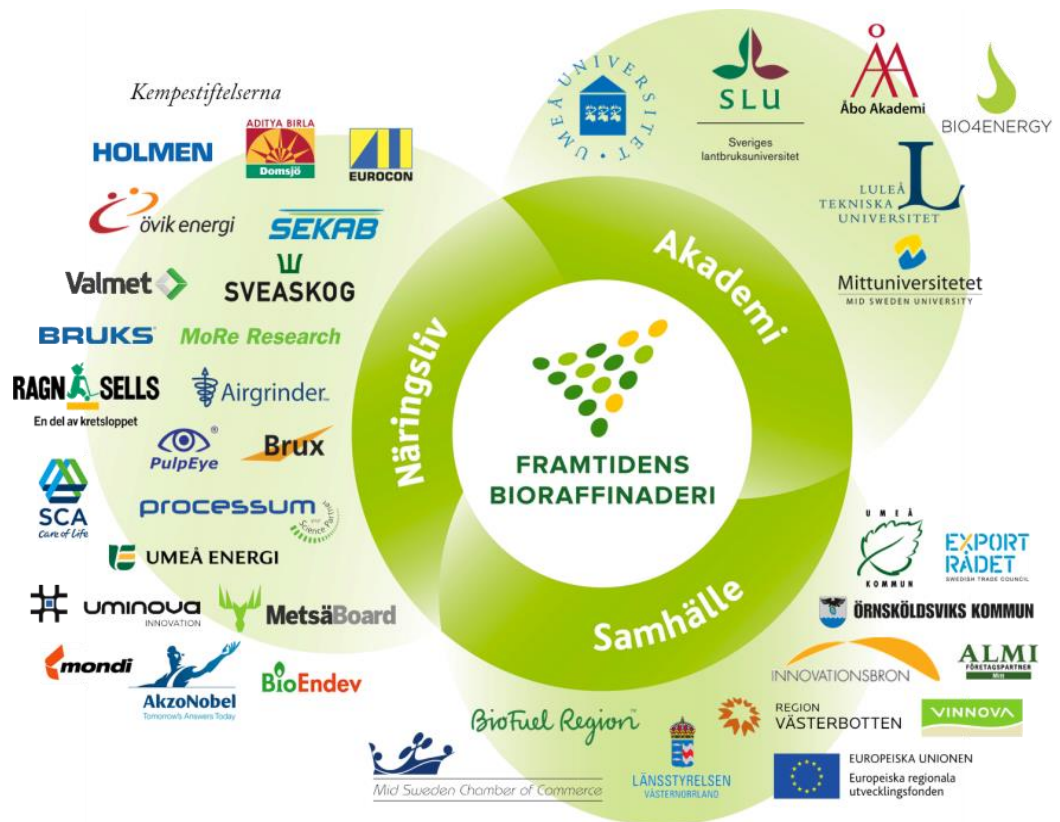 Kempestiftelserna
HOLMEN
ADITYA BIRLA
Domsjö
EUROCON
övik energi
SEKAB
Valmet
SVEASKOG
BRUKS
MoRe Research
RAGN SELLS
En del av kretsloppet
Airgrinder
PulpEye
Brux
SCA
care of life
processum
Science Partner
UMEÅ ENERGI
uminova
INNOVATION
MetsäBoard
mondi
AkzoNobel
Tomorrow's Answers Today
BioEndev
Näringsliv
UMEÅ UNIVERSITET
SLU
Sveriges
lantbruksuniversitet
Åbo Akademi
BIO4ENERGY
LULEÅ
TEKNISKA
UNIVERSITET
Mittuniversitetet
MID SWEDEN UNIVERSITY
Akademi
FRAMTIDENS
BIORAFFINADERI
Samhälle
UMEÅ
KOMMUN
EXPORT
RÅDET
SWEDISH TRADE COUNCIL
ÖRNSKÖLDSVIKS KOMMUN
INNOVATIONSBRON
ALMI
FÖRETAGSPARTNER
Mitt
BioFuel Region
REGION
VÄSTERBOTTEN
VINNOVA
Mid Sweden Chamber of Commerce
LÄNSSTYRELSEN
VÄSTERNORRLAND
EUROPEISKA UNIONEN
Europeiska regionala
utvecklingsfonden